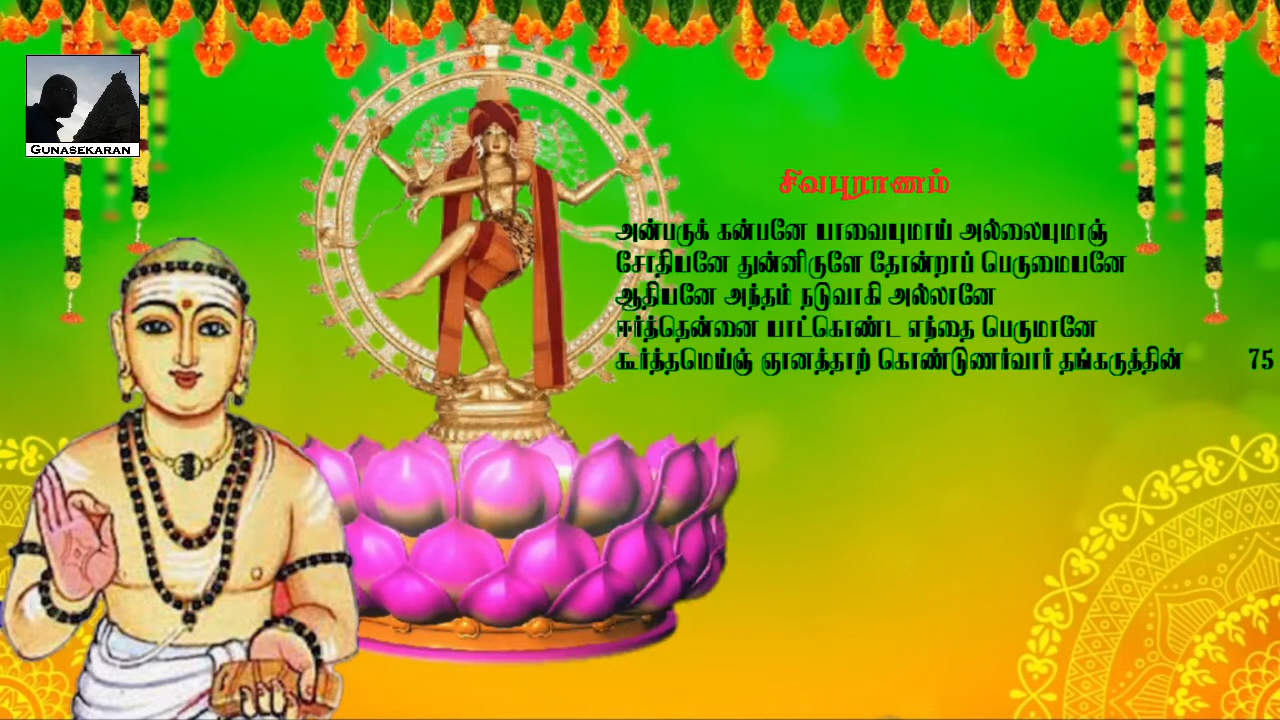 GUNASEKARAN
சிவபுராணம்
அன்பருக் கன்பனே யாவையுமாய் அல்லையுமாஞ்
சோதியனே துன்னிருளே தோன்றாப் பெருமையனே
ஆதியனே அந்தம் நடுவாகி அல்லானே
ஈர்த்தென்னை யாட்கொண்ட எந்தை பெருமானே
கூர்த்தமெய்ஞ் ஞானத்தாற் கொண்டுணர்வார் தங்கருத்தின் 75